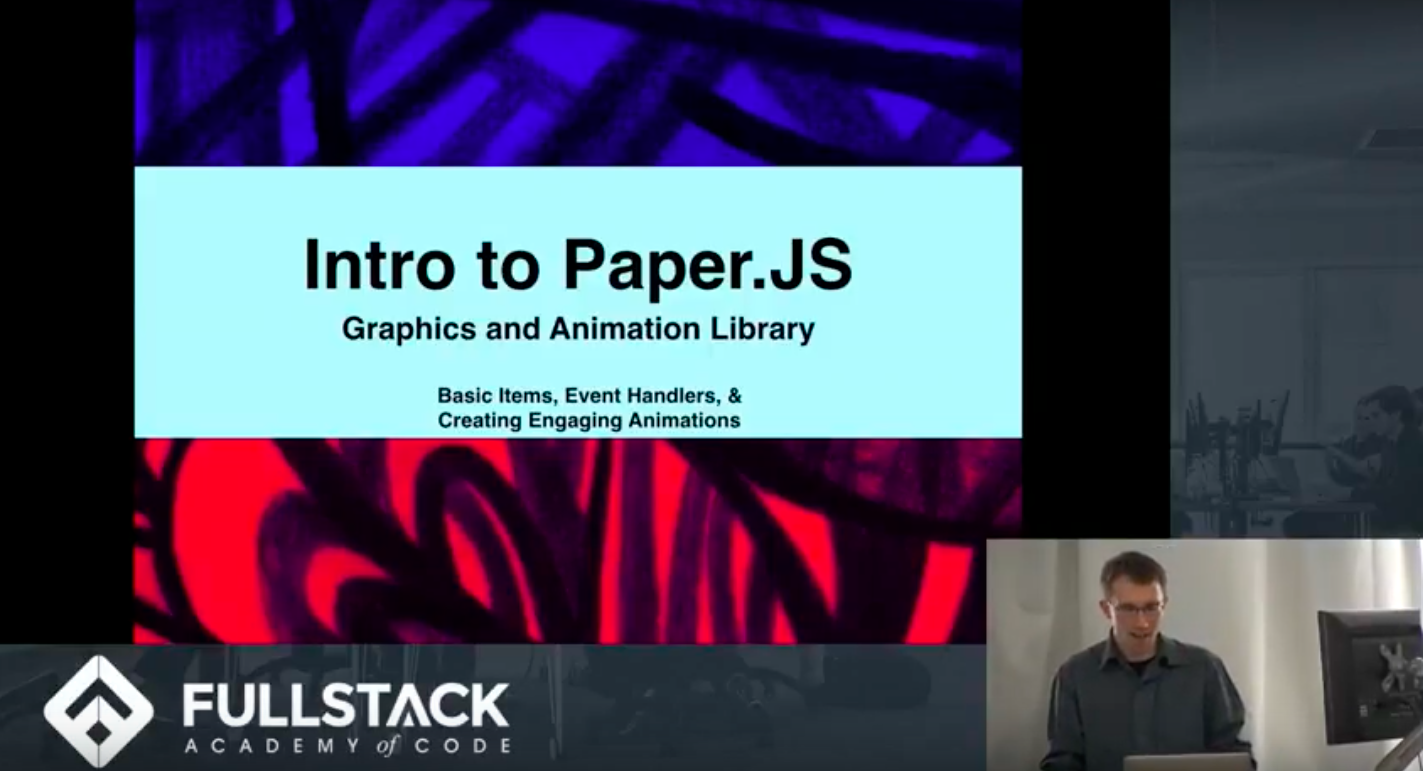 Intro to Paper.JS
Graphics and Animation Library
Basic Items, Event Handlers, &
Creating Engaging Animations
FULLSTACK
ACADEMY of CODE